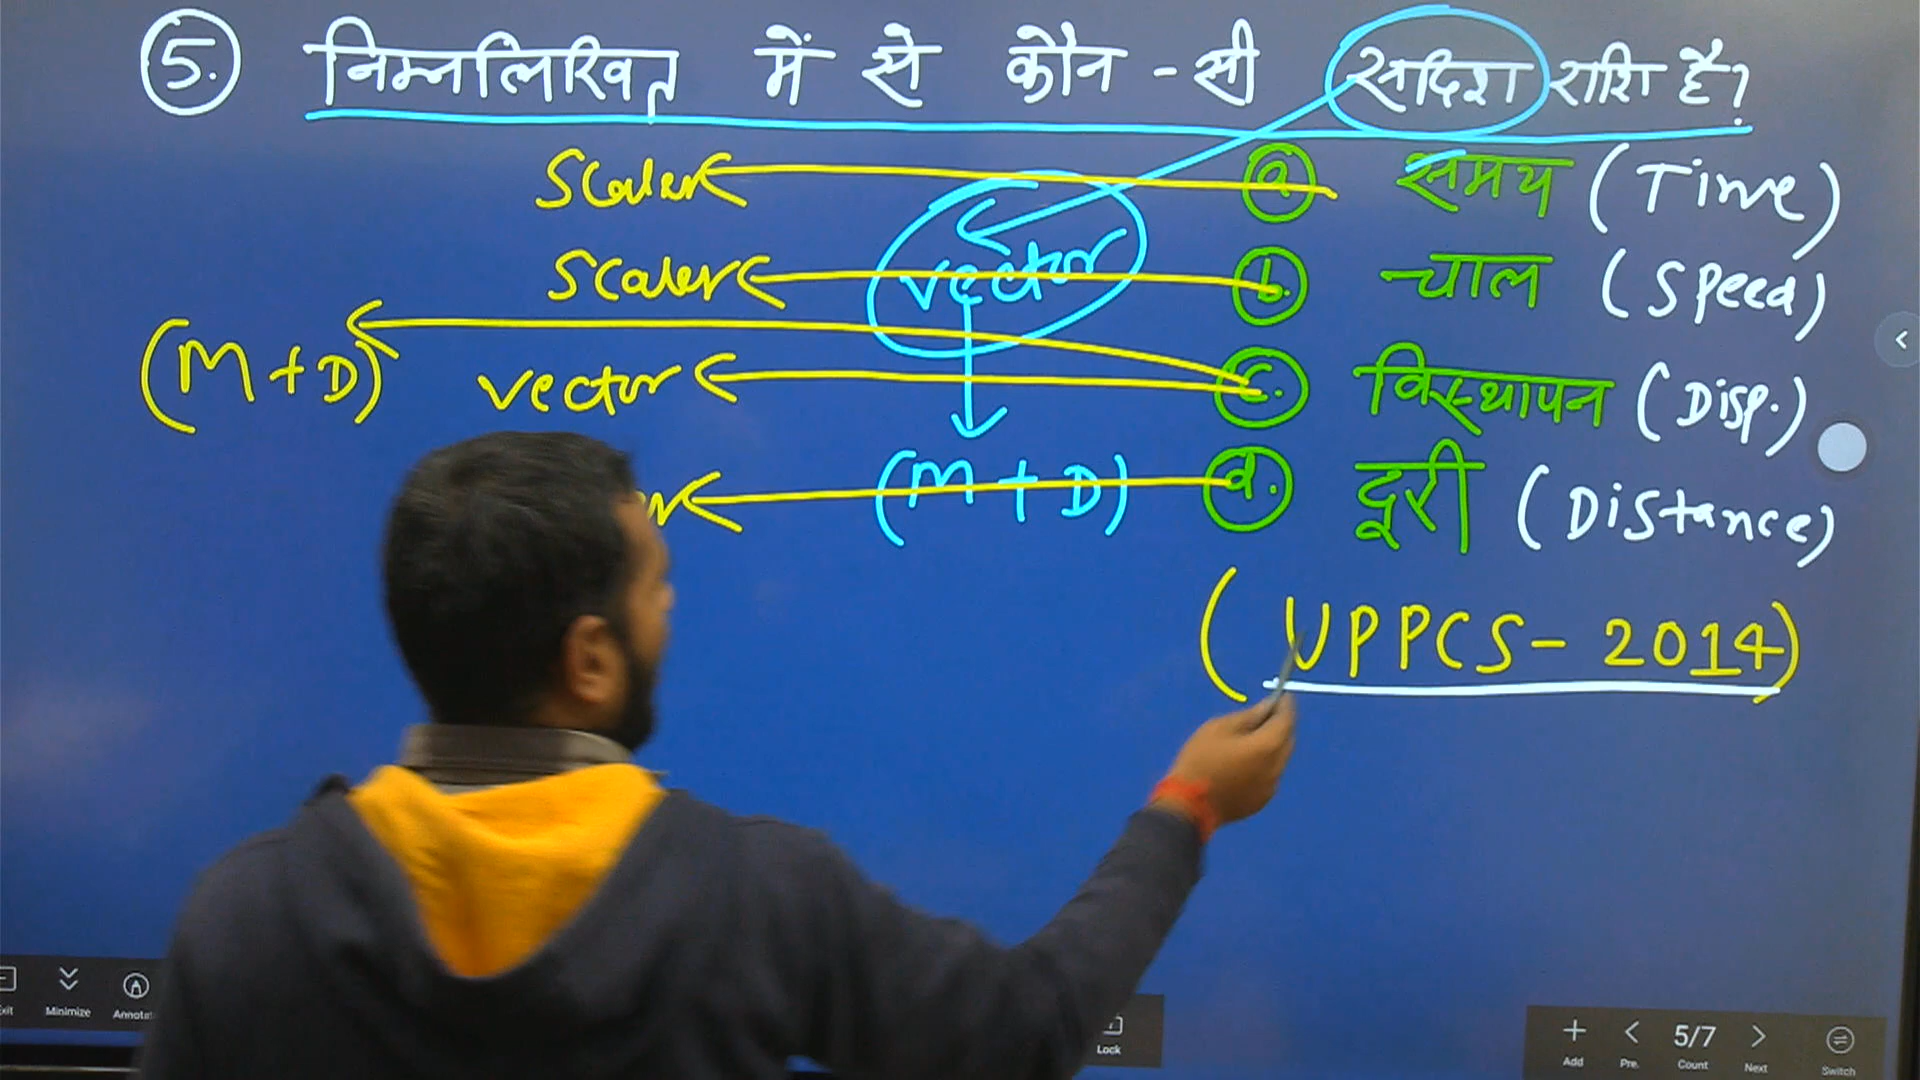 5. निम्नलिखित में से कौन-सी सदिश राशि है?
scaler a. समय (Time)
scaler vector b. चाल (Speed)
(M+D) vector c. विस्थापन (Disp.)
(M+D) d. दूरी (Distance)
(UPPCS-2014)
Minimize
Lock
+ < 5/7 >
Add Pre. Count Next Switch